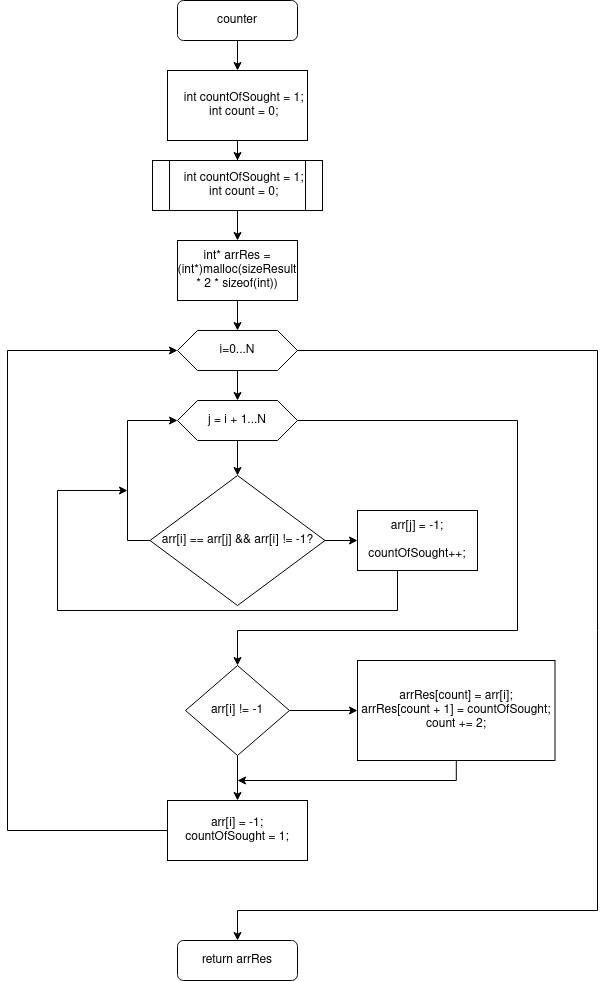 counter
int countOfSought = 1;
int count = 0;
int countOfSought = 1;
int count = 0;
int* arrRes =
(int*)malloc(sizeResult
* 2 * sizeof(int))
i=0...N
j = i + 1...N
arr[i] == arr[j] && arr[i] != -1?
arr[j] = -1;
countOfSought++;
arr[i] != -1
arrRes[count] = arr[i];
arrRes[count + 1] = countOfSought;
count += 2;
arr[i] = -1;
countOfSought = 1;
return arrRes